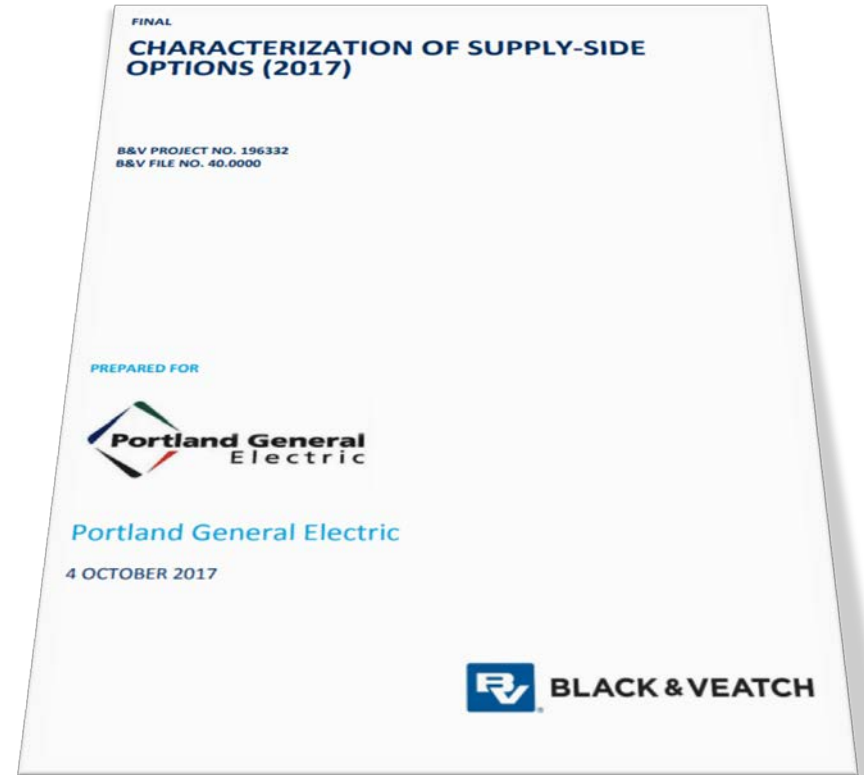 FINAL
CHARACTERIZATION OF SUPPLY-SIDE
OPTIONS (2017)
B&V PROJECT NO. 196332
B&V FILE NO. 40.0000
PREPARED FOR
Portland General
Electric
Portland General Electric
4 OCTOBER 2017
BV
BLACK & VEATCH